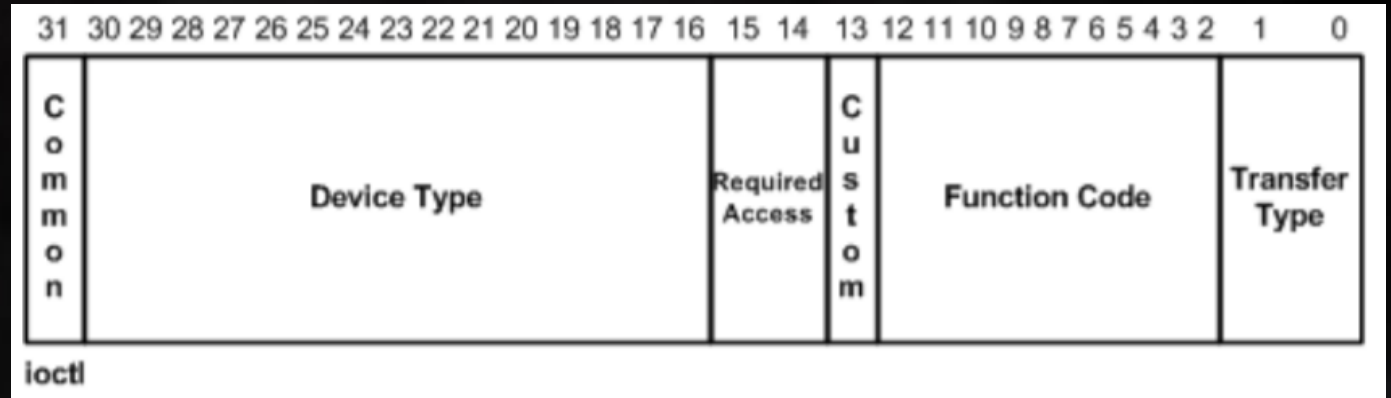 31 30 29 28 27 26 25 24 23 22 21 20 19 18 17 16 15 14 13 12 11 10 9 8 7 6 5 4 3 2 1 0
Common
Device Type
Required
Access
Custom
Function Code
Transfer
Type
ioctl